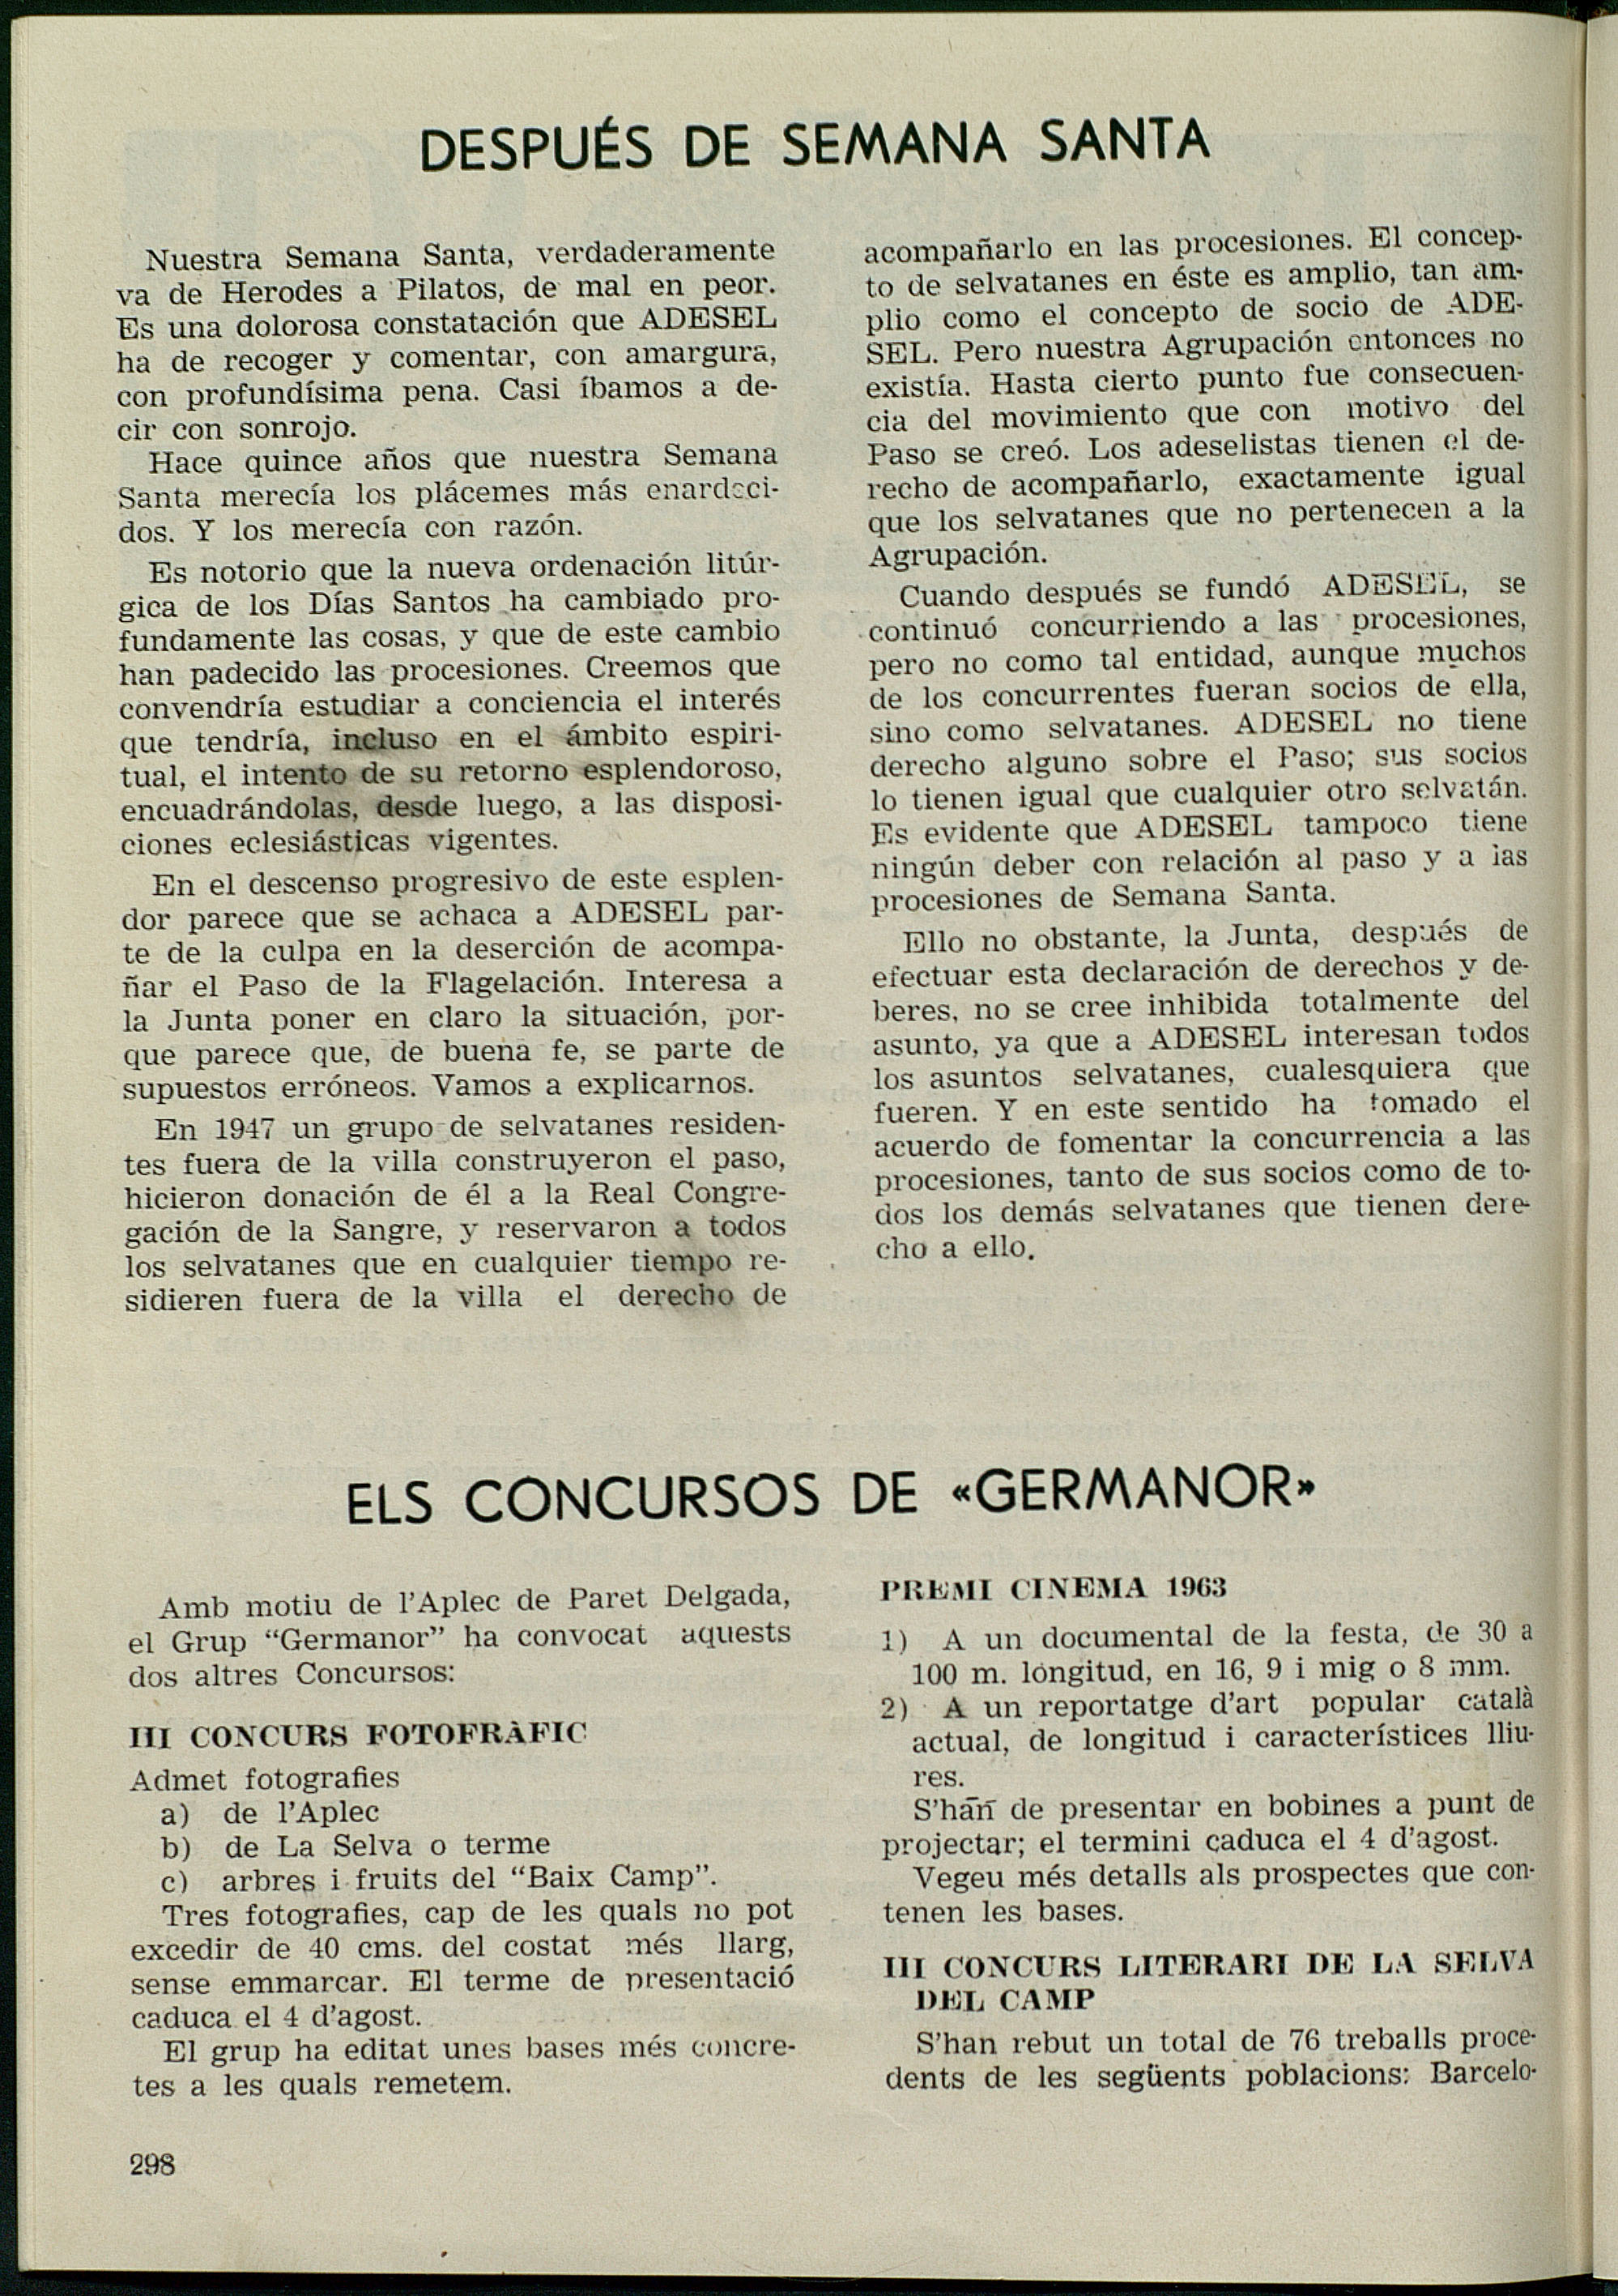 DESPUÉS DE SEMANA SANTA
Nuestra Semana Santa, verdaderamente
va de Herodes a Pilatos, de mal en peor.
Es una dolorosa constatación que ADESEL
ha de recoger y comentar, con amargura,
con profundísima pena. Casi íbamos a de-
cir con sonrojo.
Hace quince años que nuestra Semana
Santa merecía los plácemes más enardeci-
dos. Y los merecía con razón.
Es notorio que la nueva ordenación litúr-
gica de los Días Santos ha cambiado pro-
fundamente las cosas, y que de este cambio
han padecido las procesiones. Creemos que
convendría estudiar a conciencia el interés
que tendría, incluso en el ámbito espiri-
tual, el intento de su retorno esplendoroso,
encuadrándolas, desde luego, a las disposi-
ciones eclesiásticas vigentes.
En el descenso progresivo de este esplen-
dor parece que se achaca a ADESEL par-
te de la culpa en la deserción de acompa-
ñar el Paso de la Flagelación. Interesa a
la Junta poner en claro la situación, por-
que parece que, de buena fe, se parte de
supuestos erróneos. Vamos a explicarnos.
En 1947 un grupo de selvatanes residen-
tes fuera de la villa construyeron el paso,
hicieron donación de él a la Real Congre-
gación de la Sangre, y reservaron a todos
los selvatanes que en cualquier tiempo re-
sidieren fuera de la villa el derecho de
acompañarlo en las procesiones. El concep-
to de selvatanes en éste es amplio, tan am-
plio como el concepto de socio de ADE-
SEL. Pero nuestra Agrupación entonces no
existía. Hasta cierto punto fue consecuen-
cia del movimiento que con motivo del
Paso se creó. Los adeselistas tienen el de-
recho de acompañarlo, exactamente igual
que los selvatanes que no pertenecen a la
Agrupación.
Cuando después se fundó ADESEL, se
continuó concurriendo a las procesiones,
pero no como tal entidad, aunque muchos
de los concurrentes fueran socios de ella,
sino como selvatanes. ADESEL no tiene
derecho alguno sobre el Paso; sus socios
lo tienen igual que cualquier otro selvatán.
Es evidente que ADESEL tampoco tiene
ningún deber con relación al paso y a las
procesiones de Semana Santa.
Ello no obstante, la Junta, después de
efectuar esta declaración de derechos y de-
beres, no se cree inhibida totalmente del
asunto, ya que a ADESEL interesan todos
los asuntos selvatanes, cualesquiera que
fueren. Y en este sentido ha tomado el
acuerdo de fomentar la concurrencia a las
procesiones, tanto de sus socios como de to-
dos los demás selvatanes que tienen dere-
cho a ello.
ELS CONCURSOS DE «GERMANOR»
Amb motiu de l'Aplec de Paret Delgada,
el Grup "Germanor" ha convocat aquests
dos altres Concursos:
III CONCURS FOTOFRÀFIC
Admet fotografies
a) de l'Aplec
b) de La Selva o terme
c) arbres i fruits del "Baix Camp".
Tres fotografies, cap de les quals no pot
excedir de 40 cms. del costat més llarg,
sense emmarcar. El terme de presentació
caduca el 4 d'agost.
El grup ha editat unes bases més concre-
tes a les quals remetem.
PREMI CINEMA 1963
1) A un documental de la festa, de 30 a
100 m. longitud, en 16, 9 i mig o 8 mm.
2) A un reportatge d'art popular català
actual, de longitud i característices lliu-
res.
S'han de presentar en bobines a punt de
projectar; el termini caduca el 4 d'agost.
Vegeu més detalls als prospectes que con-
tenen les bases.
III CONCURS LITERARI DE LA SELVA
DEL CAMP
S'han rebut un total de 76 treballs proce-
dents de les següents poblacions: Barcelo-
298